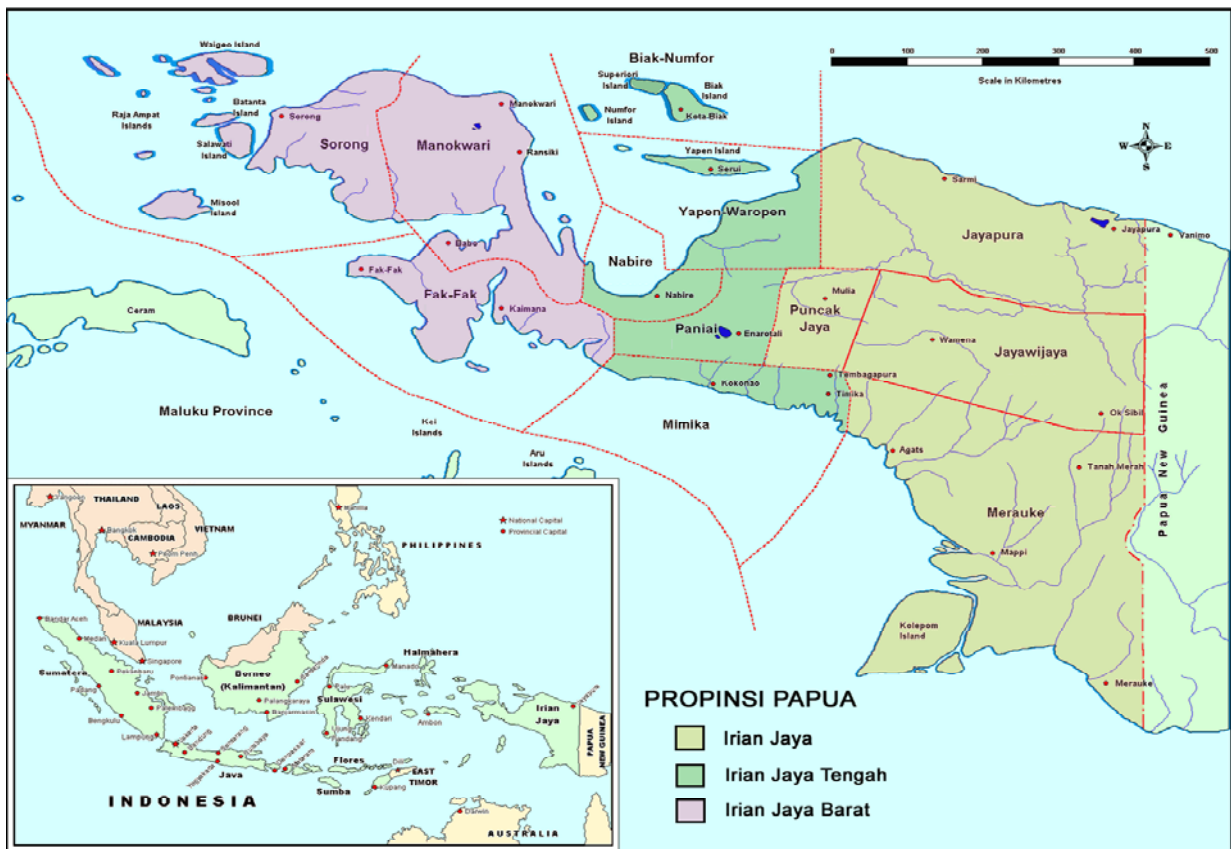 Waigeo Island
Biak-Numfor
0 100 200 300 400 500
Scale in Kilometres
Superiori
Island
Biak
Island
Batanta
Island
Manokwari
Raja Ampat
Islands
Sorong
Numfor
Island
Kota-Biak
N
W E
S
Salawati
Island
Sorong
Manokwari
Ransiki
Yapen Island
Serui
Sarmi
Misool
Island
Yapen-Waropen
Jayapura
Jayapura
Vanimo
Babo
Nabire
Fak-Fak
Fak-Fak
Kaimana
Nabire
Mulia
Puncak
Jaya
Ceram
Paniai
Enarotali
Wamena
Jayawijaya
Maluku Province
Kei
Islands
Kokonao
Tembagapura
Timika
Mimika
Ok Sibil
Papua New Guinea
Aru
Islands
Agats
Tanah Merah
Merauke
Mappi
Kolepom
Island
Merauke
PROPINSI PAPUA
Irian Jaya
Irian Jaya Tengah
Irian Jaya Barat
THAILAND
LAOS
MYANMAR
VIETNAM
Bangkok
CAMBODIA
Manila
National Capital
Provincial Capital
PHILIPPINES
Bandar Aceh
Medan
MALAYSIA
Kuala Lumpur
BRUNEI
Singapore
Halmahera
Manado
Sumatera
Padang
Jambi
Pontianak
Borneo
(Kalimantan)
Palangkaraya
Sulawesi
Palu
Bengkulu
Kendari
Ambon
Irian
Jaya
PAPUA
NEW GUINEA
Lampung
Java
Flores
Dili
EAST
TIMOR
Sumba
Kupang
INDONESIA
Darwin
AUSTRALIA